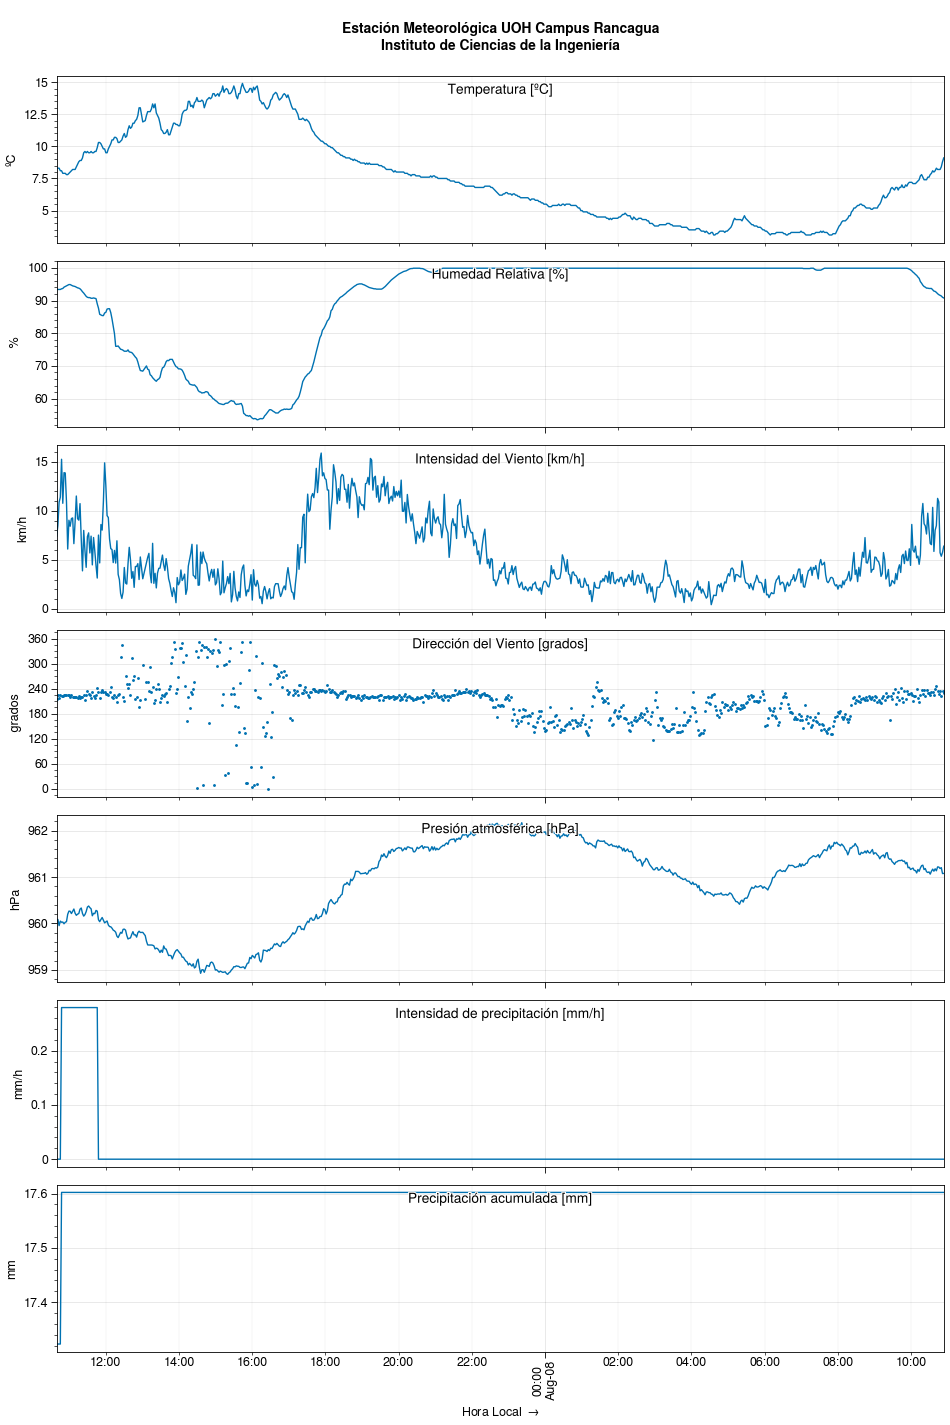 Estación Meteorológica UOH Campus Rancagua
Instituto de Ciencias de la Ingeniería
Temperatura [ºC]
15
12.5
10
7.5
5
ºC
Humedad Relativa [%]
100
90
80
70
60
%
Intensidad del Viento [km/h]
15
10
5
0
km/h
Dirección del Viento [grados]
360
300
240
180
120
60
0
grados
Presión atmosférica [hPa]
962
961
960
959
hPa
Intensidad de precipitación [mm/h]
0.2
0.1
0
mm/h
Precipitación acumulada [mm]
17.6
17.5
17.4
mm
12:00 14:00 16:00 18:00 20:00 22:00 00:00 02:00 04:00 06:00 08:00 10:00
Aug-08
Hora Local →